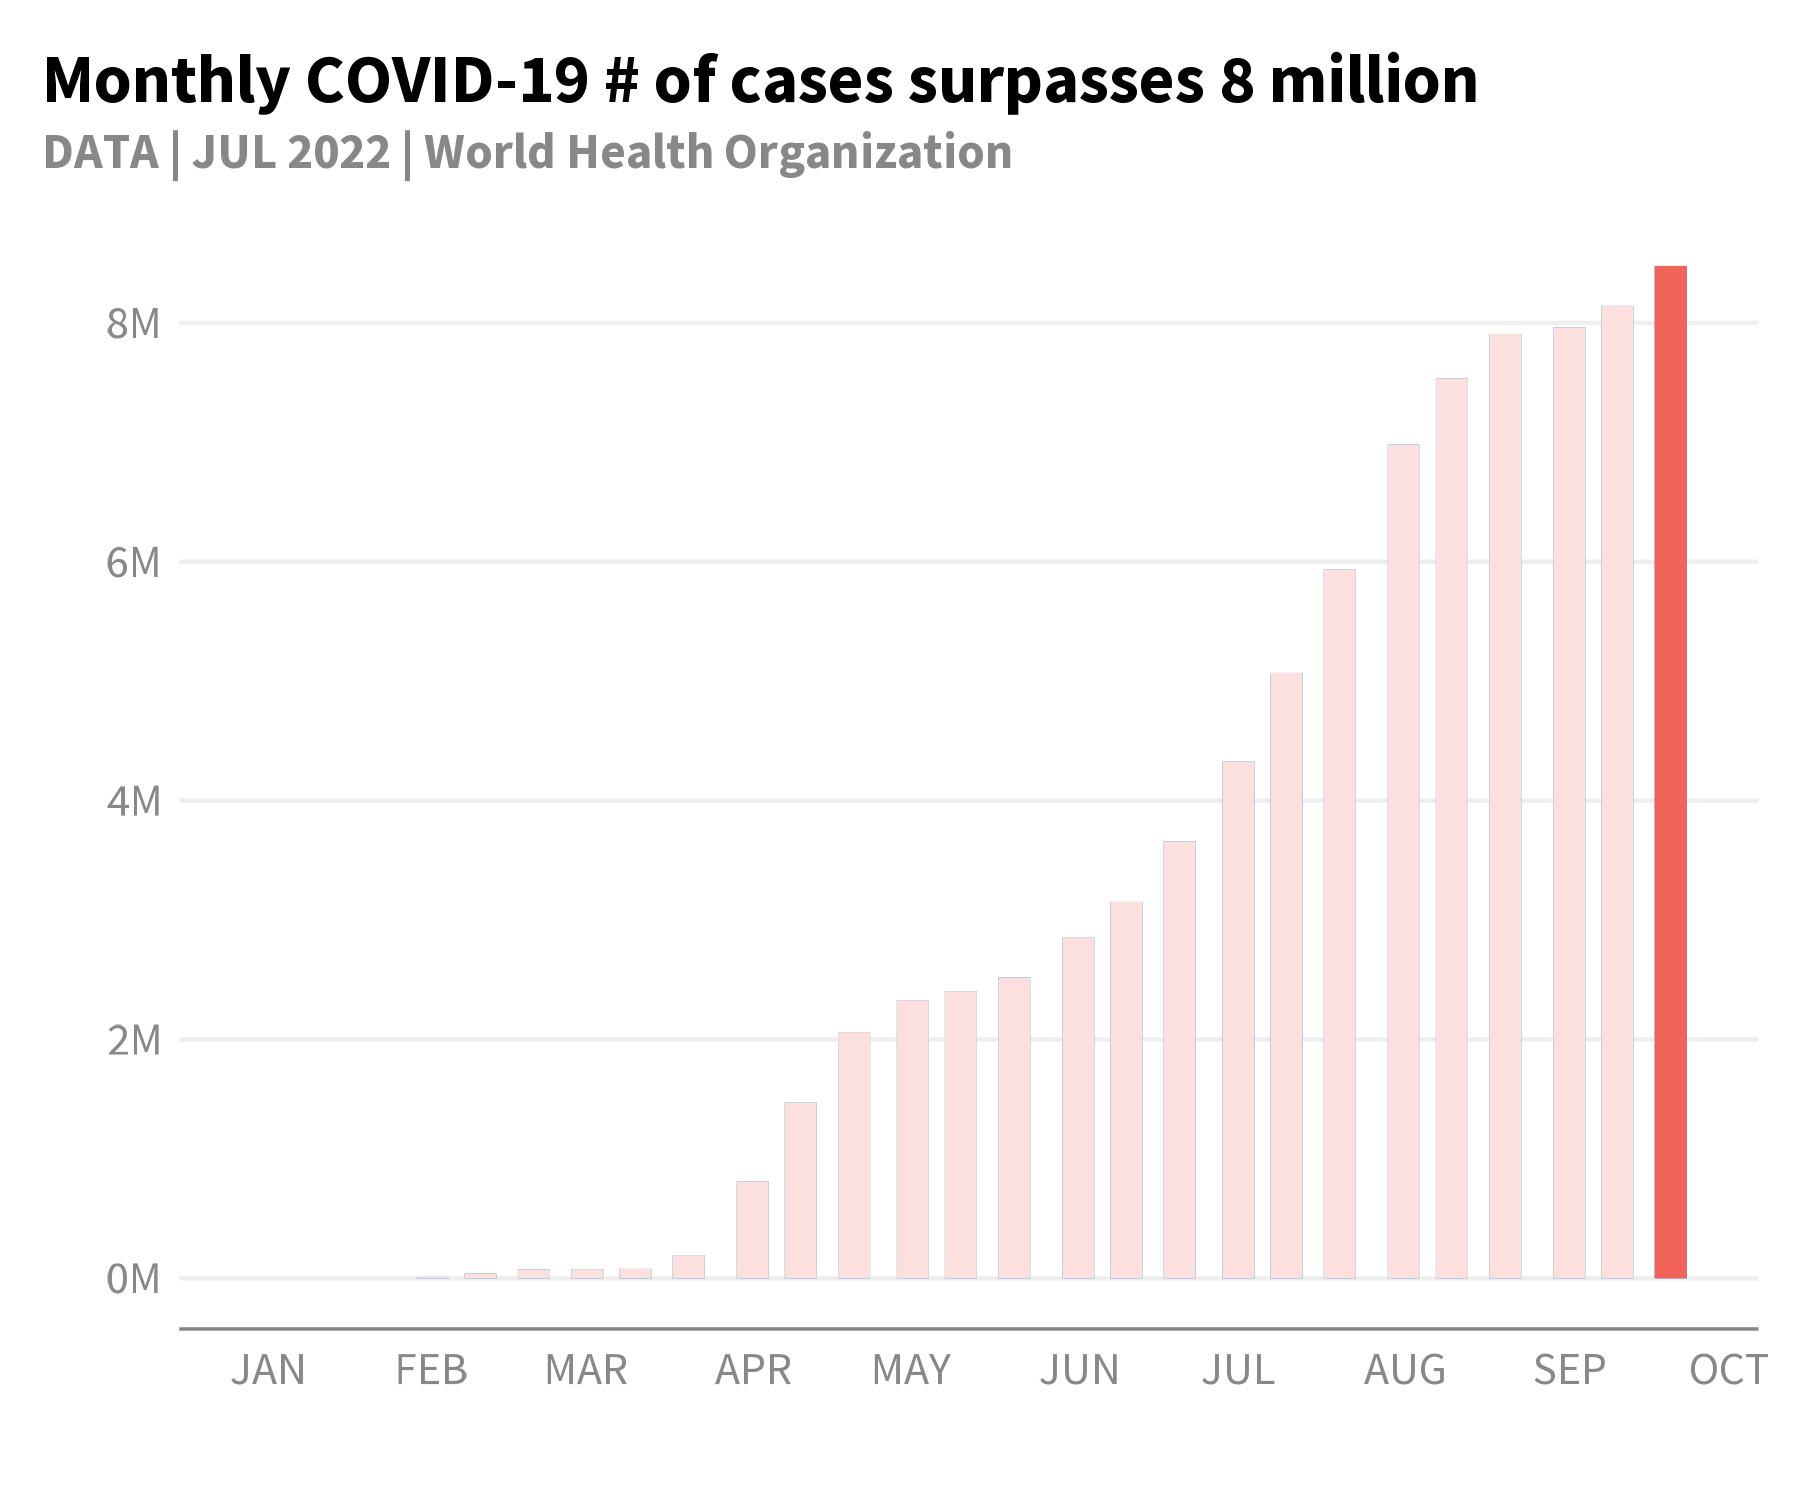 Monthly COVID-19 # of cases surpasses 8 million
DATA | JUL 2022 | World Health Organization
8M
6M
4M
2M
0M
JAN FEB MAR APR MAY JUN JUL AUG SEP OCT